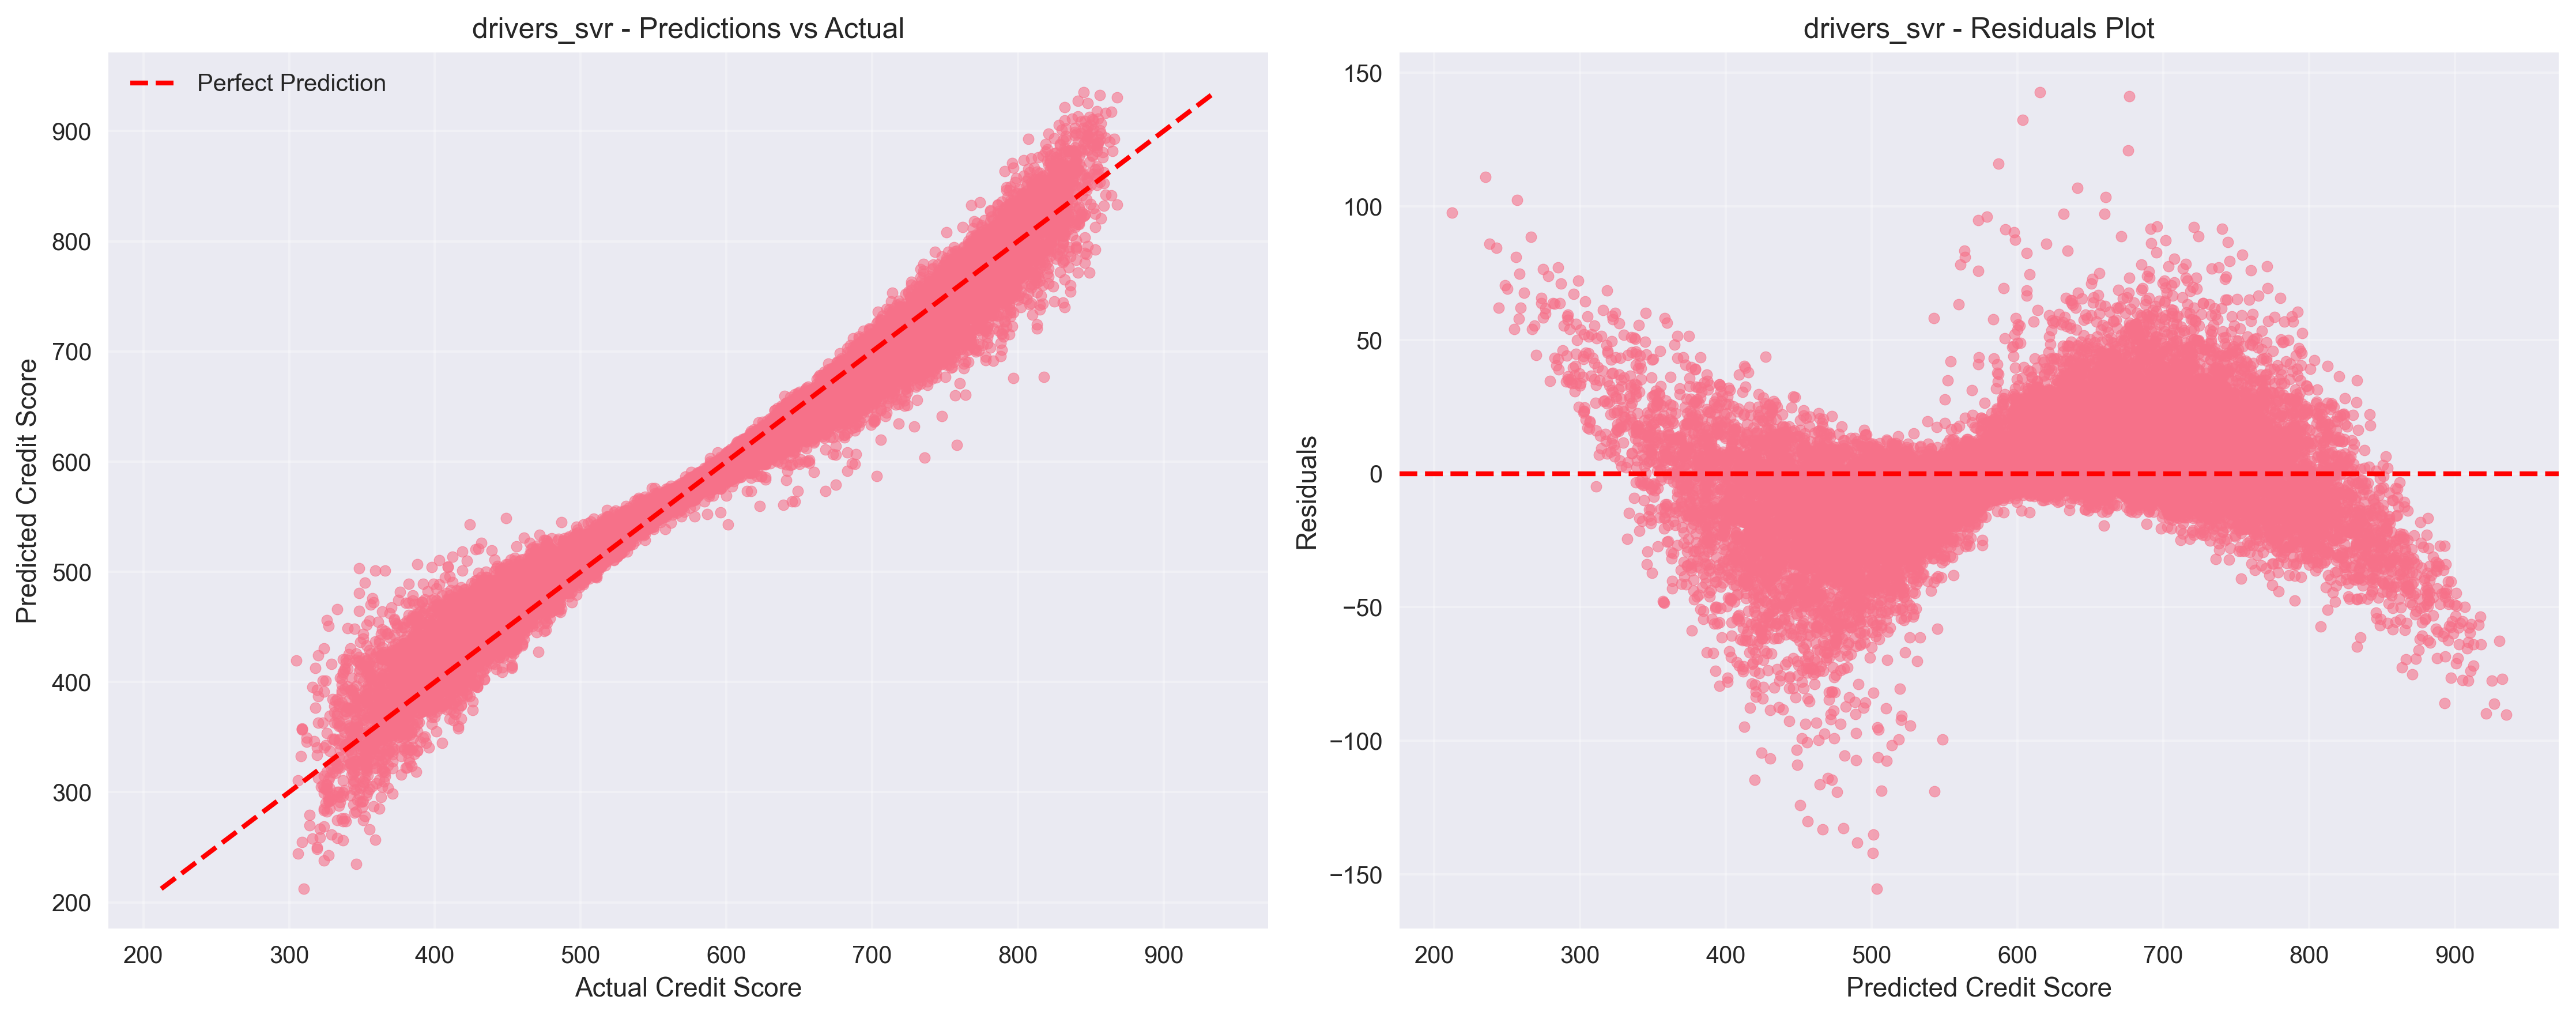 drivers_svr - Predictions vs Actual
Perfect Prediction
Predicted Credit Score
900
800
700
600
500
400
300
200
200 300 400 500 600 700 800 900
Actual Credit Score
drivers_svr - Residuals Plot
Residuals
150
100
50
0
−50
−100
−150
200 300 400 500 600 700 800 900
Predicted Credit Score